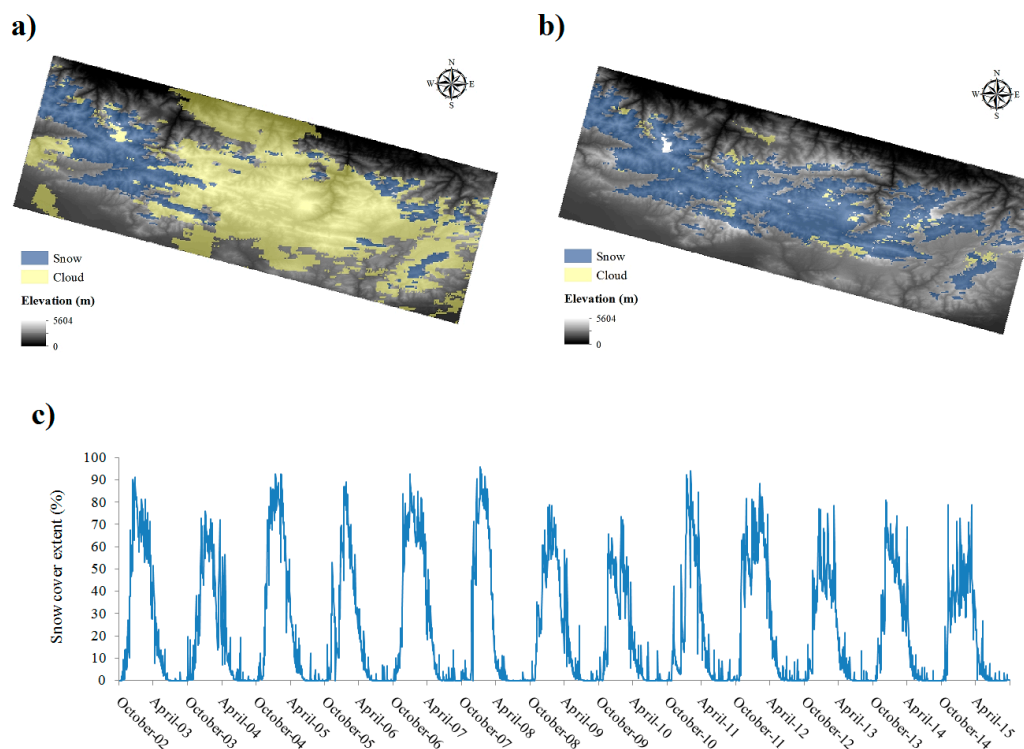 a)
b)
N
W E
S
N
W E
S
Snow
Cloud
Elevation (m)
5604
0
Snow
Cloud
Elevation (m)
5604
0
c)
Snow cover extent (%)
100
90
80
70
60
50
40
30
20
10
0
October-02
April-03
October-03
April-04
October-04
April-05
October-05
April-06
October-06
April-07
October-07
April-08
October-08
April-09
October-09
April-10
October-10
April-11
October-11
April-12
October-12
April-13
October-13
April-14
October-14
April-15